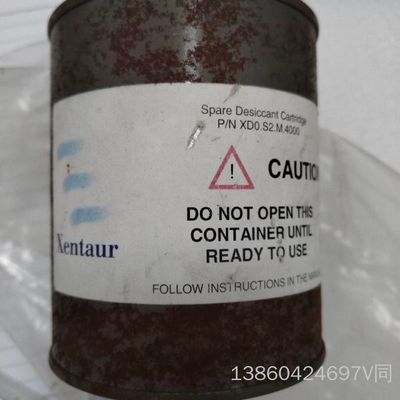 Spare Desiccant Cartridge
P/N XD0.S2.M.4000
!
CAUTION
DO NOT OPEN THIS
CONTAINER UNTIL
READY TO USE
Xentaur
FOLLOW INSTRUCTIONS IN THE
13860424697V同